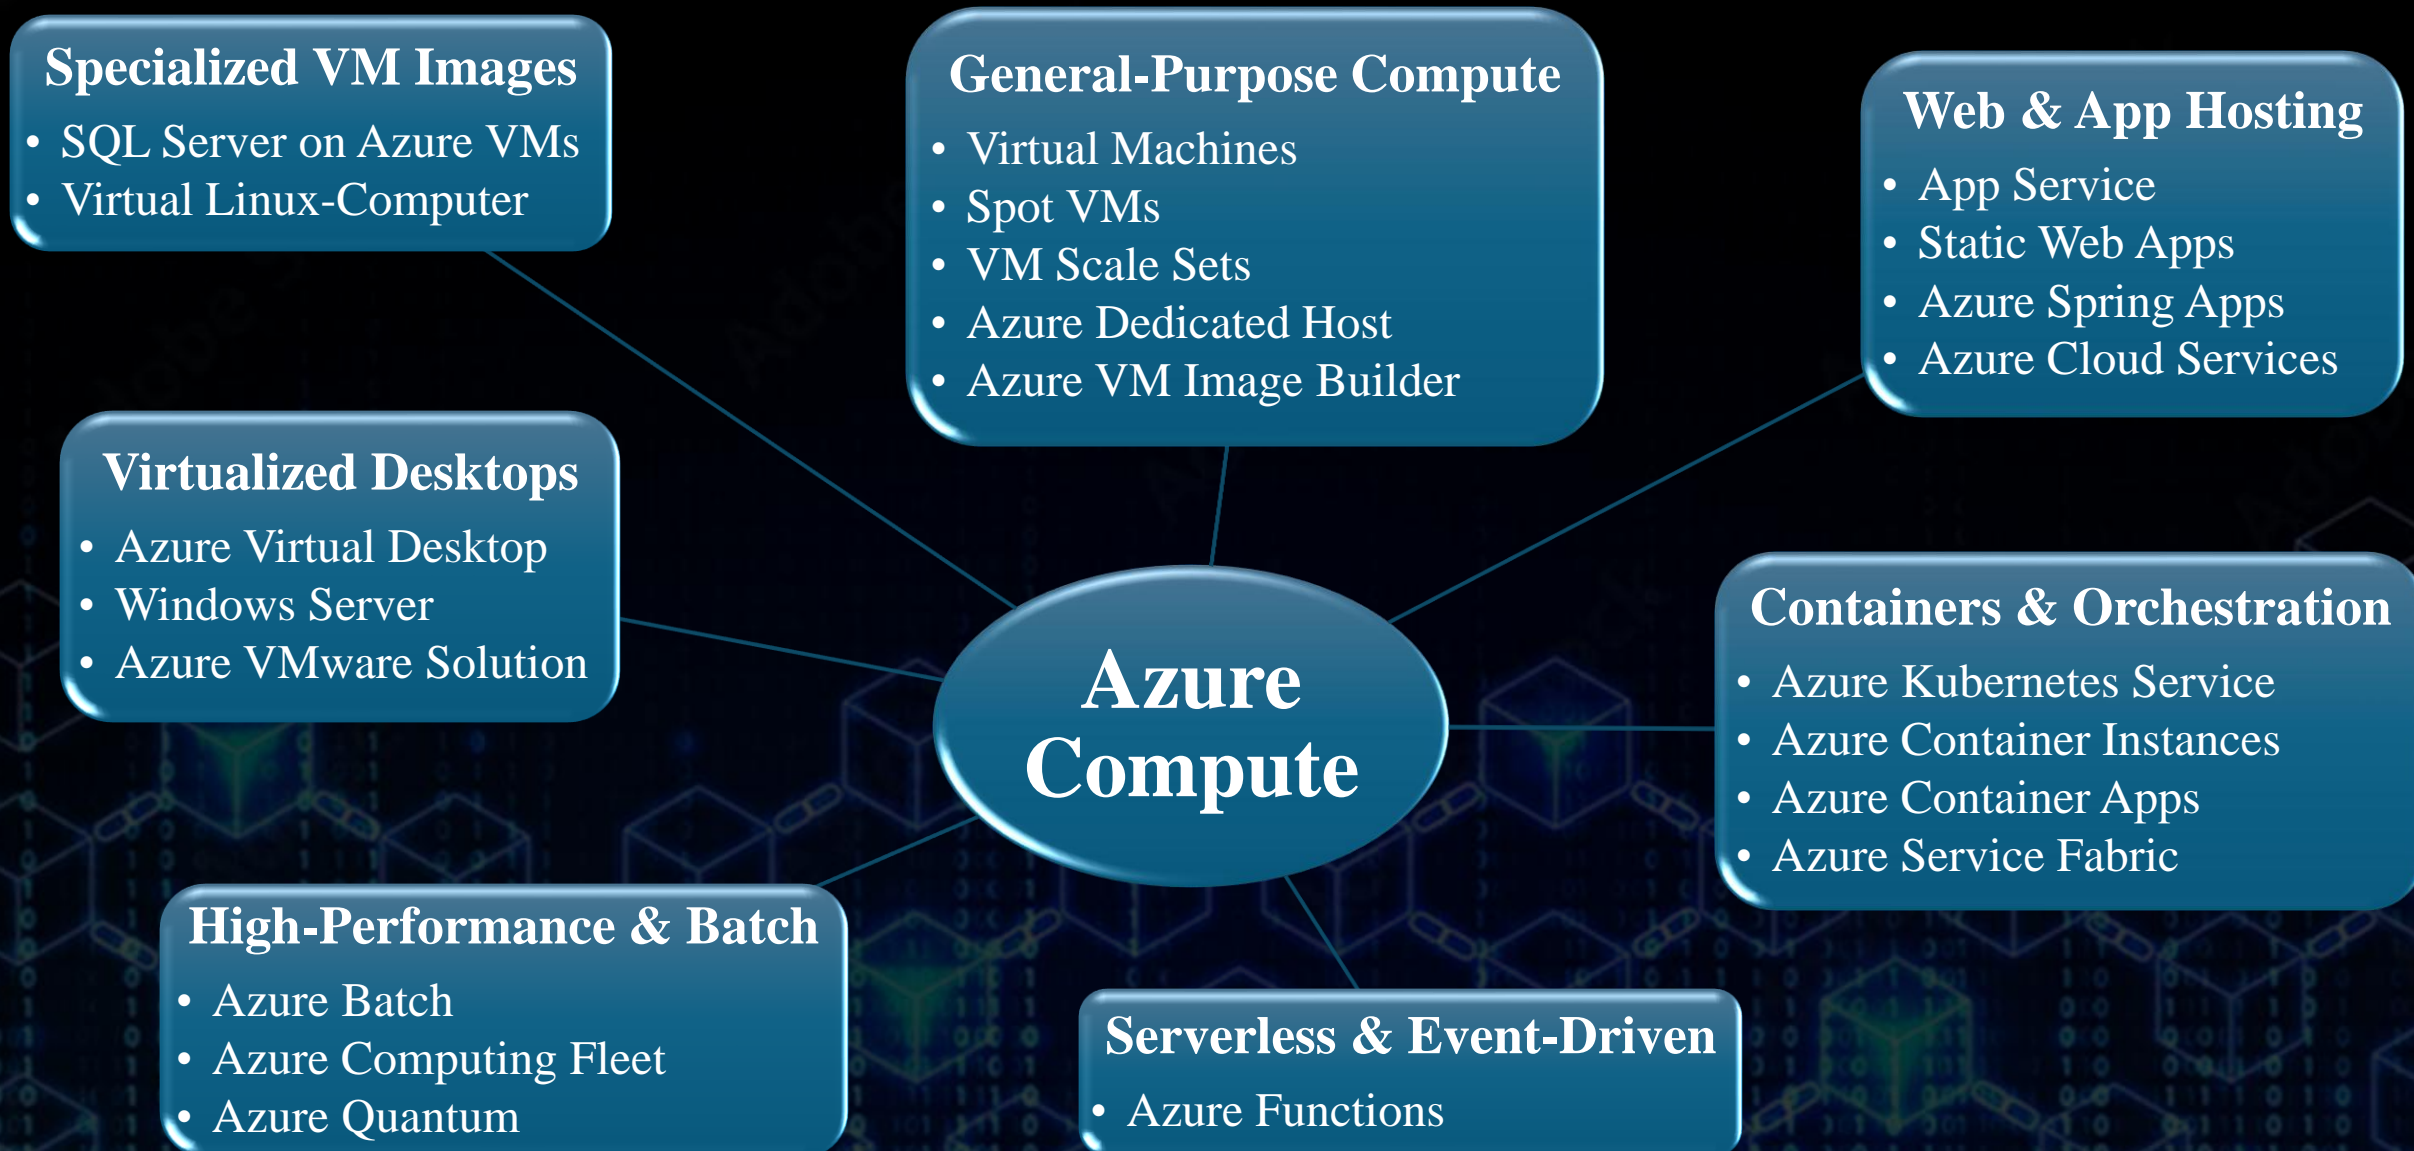 Specialized VM Images
• SQL Server on Azure VMs
• Virtual Linux-Computer
General-Purpose Compute
• Virtual Machines
• Spot VMs
• VM Scale Sets
• Azure Dedicated Host
• Azure VM Image Builder
Web & App Hosting
• App Service
• Static Web Apps
• Azure Spring Apps
• Azure Cloud Services
Virtualized Desktops
• Azure Virtual Desktop
• Windows Server
• Azure VMware Solution
Azure
Compute
Containers & Orchestration
• Azure Kubernetes Service
• Azure Container Instances
• Azure Container Apps
• Azure Service Fabric
High-Performance & Batch
• Azure Batch
• Azure Computing Fleet
• Azure Quantum
Serverless & Event-Driven
• Azure Functions